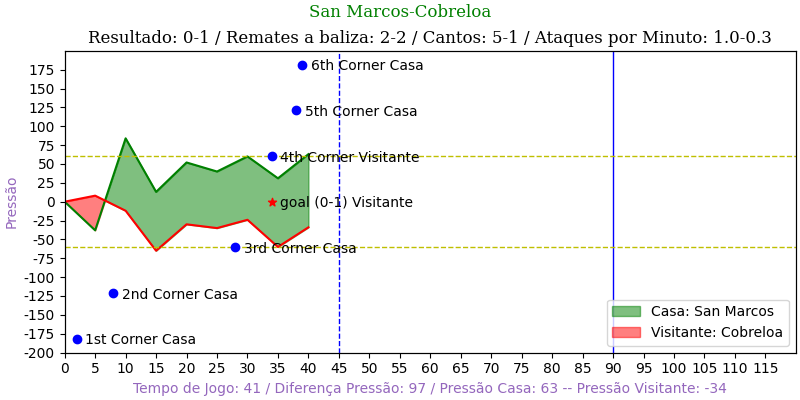 San Marcos-Cobreloa
Resultado: 0-1 / Remates a baliza: 2-2 / Cantos: 5-1 / Ataques por Minuto: 1.0-0.3
Pressão
175
150
125
100
75
50
25
0
-25
-50
-75
-100
-125
-150
-175
-200
6th Corner Casa
5th Corner Casa
4th Corner Visitante
goal (0-1) Visitante
3rd Corner Casa
2nd Corner Casa
1st Corner Casa
Casa: San Marcos
Visitante: Cobreloa
0 5 10 15 20 25 30 35 40 45 50 55 60 65 70 75 80 85 90 95 100 105 110 115
Tempo de Jogo: 41 / Diferença Pressão: 97 / Pressão Casa: 63 -- Pressão Visitante: -34